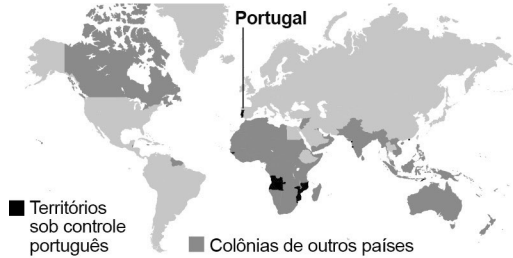 Portugal
Territórios
sob controle
português
Colônias de outros países